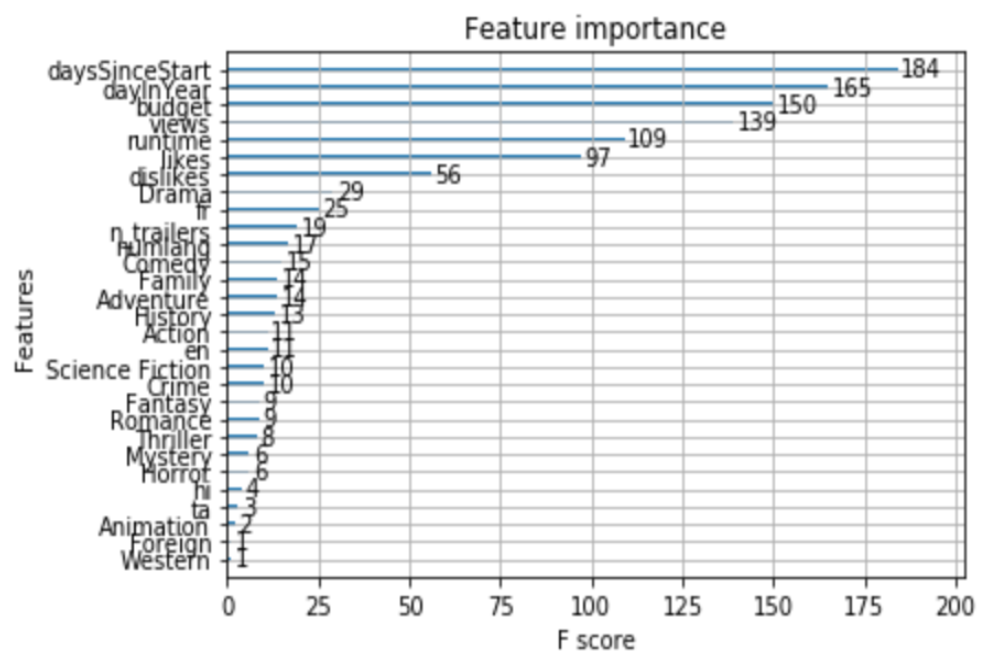 Feature importance
daysSinceStart 184
dayInYear 165
budget 150
views 139
runtime 109
likes 97
dislikes 56
Drama 29
fr 25
n_trailers 19
numlang 17
Comedy 15
Family 14
Adventure 14
History 13
Action 11
en 11
Science Fiction 10
Crime 10
Fantasy 9
Romance 9
Thriller 8
Mystery 6
Horrot 6
hi 4
ta 3
Animation 2
Foreign 1
Western 1
Features
0 25 50 75 100 125 150 175 200
F score